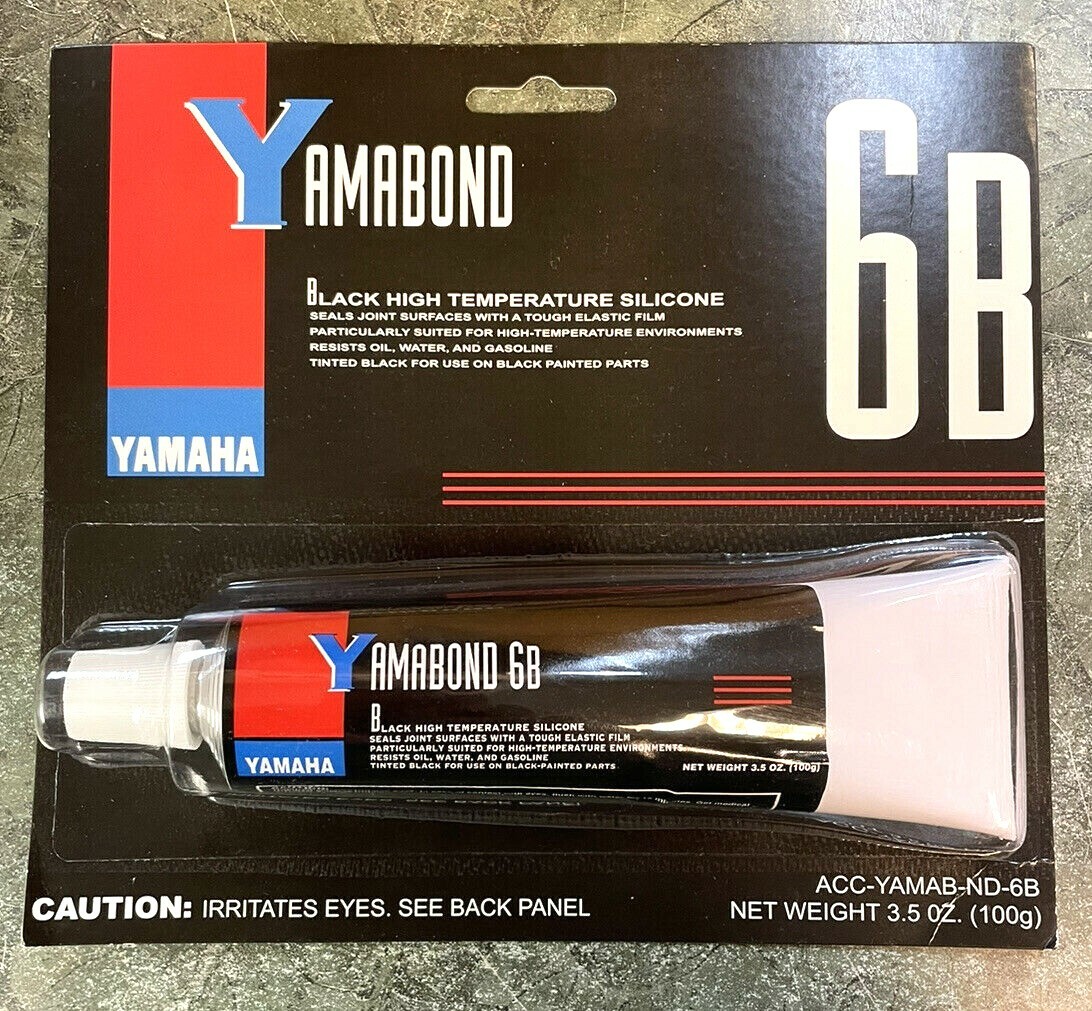 YAMABOND
6B
BLACK HIGH TEMPERATURE SILICONE
SEALS JOINT SURFACES WITH A TOUGH ELASTIC FILM
PARTICULARLY SUITED FOR HIGH-TEMPERATURE ENVIRONMENTS
RESISTS OIL, WATER, AND GASOLINE
TINTED BLACK FOR USE ON BLACK PAINTED PARTS
YAMAHA
YAMABOND 6B
BLACK HIGH TEMPERATURE SILICONE
SEALS JOINT SURFACES WITH A TOUGH ELASTIC FILM
PARTICULARLY SUITED FOR HIGH-TEMPERATURE ENVIRONMENTS
RESISTS OIL, WATER, AND GASOLINE
TINTED BLACK FOR USE ON BLACK-PAINTED PARTS
NET WEIGHT 3.5 OZ. (100g)
YAMAHA
Get medical
CAUTION: IRRITATES EYES. SEE BACK PANEL
ACC-YAMAB-ND-6B
NET WEIGHT 3.5 OZ. (100g)